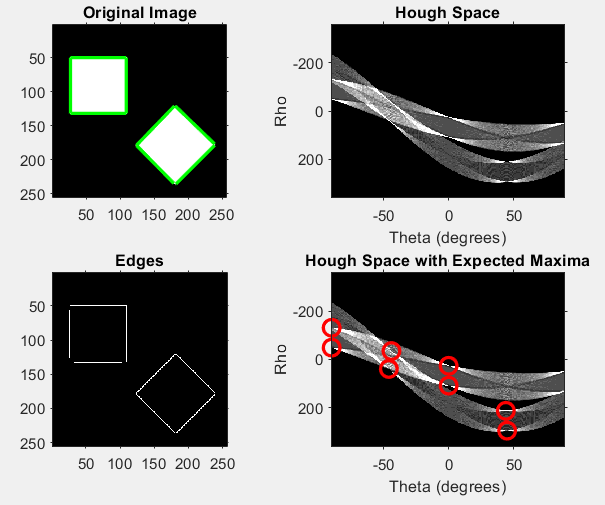 Original Image
50
100
150
200
250
50 100 150 200 250
Hough Space
-200
0
200
Rho
-50 0 50
Theta (degrees)
Edges
50
100
150
200
250
50 100 150 200 250
Hough Space with Expected Maxima
-200
0
200
Rho
-50 0 50
Theta (degrees)